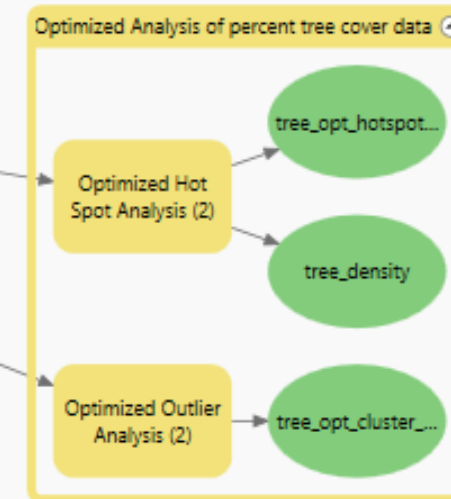 Optimized Analysis of percent tree cover data
tree_opt_hotspot...
Optimized Hot
Spot Analysis (2)
tree_density
Optimized Outlier
Analysis (2)
tree_opt_cluster_...